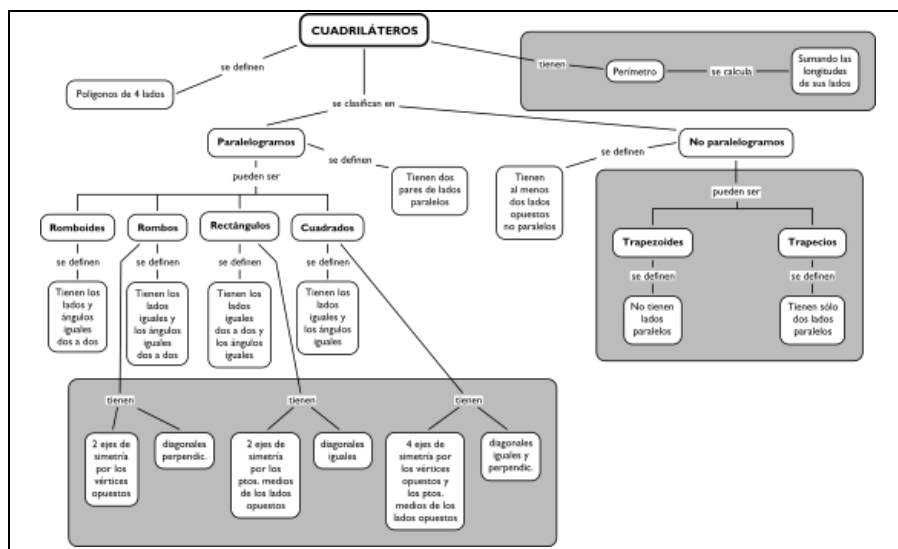 CUADRILÁTEROS
se definen
Polígonos de 4 lados
tienen
Perímetro
se calcula
Sumando las
longitudes
de sus lados
se clasifican en
Paralelogramos
se definen
Tienen dos
pares de lados
paralelos
pueden ser
No paralelogramos
se definen
Tienen
al menos
dos lados
opuestos
no paralelos
pueden ser
Romboides
Rombos
Rectángulos
Cuadrados
se definen
se definen
se definen
se definen
Tienen los
lados y
ángulos
iguales
dos a dos
Tienen los
lados
iguales y
los ángulos
iguales
dos a dos
Tienen los
lados
iguales
dos a dos y
los ángulos
iguales
Tienen los
lados
iguales y
los ángulos
iguales
Trapezoides
Trapecios
se definen
se definen
No tienen
lados
paralelos
Tienen sólo
dos lados
paralelos
tienen
tienen
tienen
2 ejes de
simetría
por los
vértices
opuestos
diagonales
perpendic.
2 ejes de
simetría
por los
ptos. medios
de los lados
opuestos
diagonales
iguales
4 ejes de
simetría por
los vértices
opuestos y
los ptos.
medios de los
lados opuestos
diagonales
iguales y
perpendic.